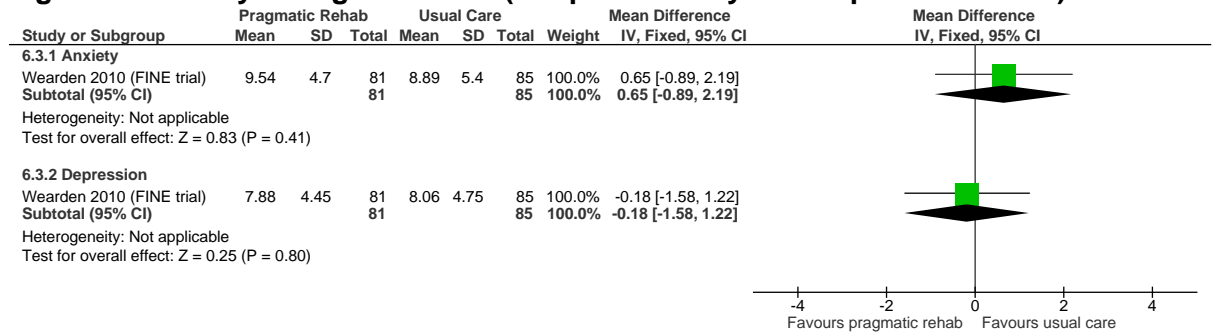 Pragmatic Rehab Usual Care Mean Difference Mean Difference
Study or Subgroup Mean SD Total Mean SD Total Weight IV, Fixed, 95% CI IV, Fixed, 95% CI
6.3.1 Anxiety
Wearden 2010 (FINE trial) 9.54 4.7 81 8.89 5.4 85 100.0% 0.65 [-0.89, 2.19]
Subtotal (95% CI) 81 85 100.0% 0.65 [-0.89, 2.19]
Heterogeneity: Not applicable
Test for overall effect: Z = 0.83 (P = 0.41)
6.3.2 Depression
Wearden 2010 (FINE trial) 7.88 4.45 81 8.06 4.75 85 100.0% -0.18 [-1.58, 1.22]
Subtotal (95% CI) 81 85 100.0% -0.18 [-1.58, 1.22]
Heterogeneity: Not applicable
Test for overall effect: Z = 0.25 (P = 0.80)
-4 -2 0 2 4
Favours pragmatic rehab Favours usual care